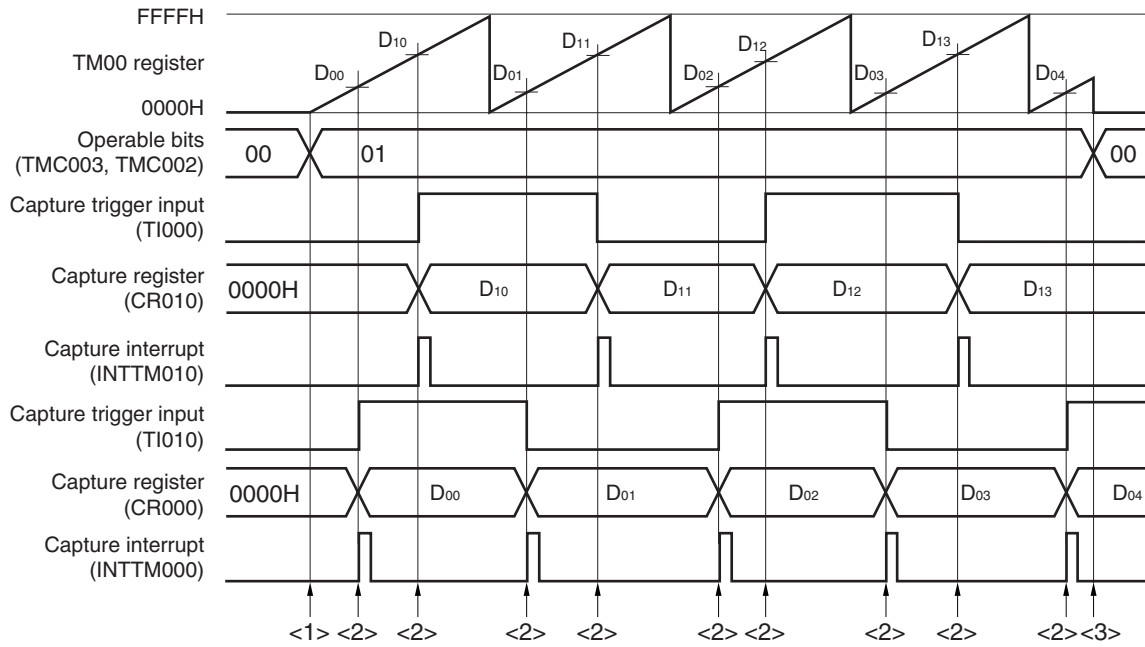 FFFFH
TM00 register
0000H
D10
D11
D12
D13
D00
D01
D02
D03
D04
Operable bits
(TMC003, TMC002)
00
01
00
Capture trigger input
(TI000)
Capture register
(CR010)
0000H
D10
D11
D12
D13
Capture interrupt
(INTTM010)
Capture trigger input
(TI010)
Capture register
(CR000)
0000H
D00
D01
D02
D03
D04
Capture interrupt
(INTTM000)
<1> <2> <2> <2> <2> <2> <2> <2> <2> <2> <3>